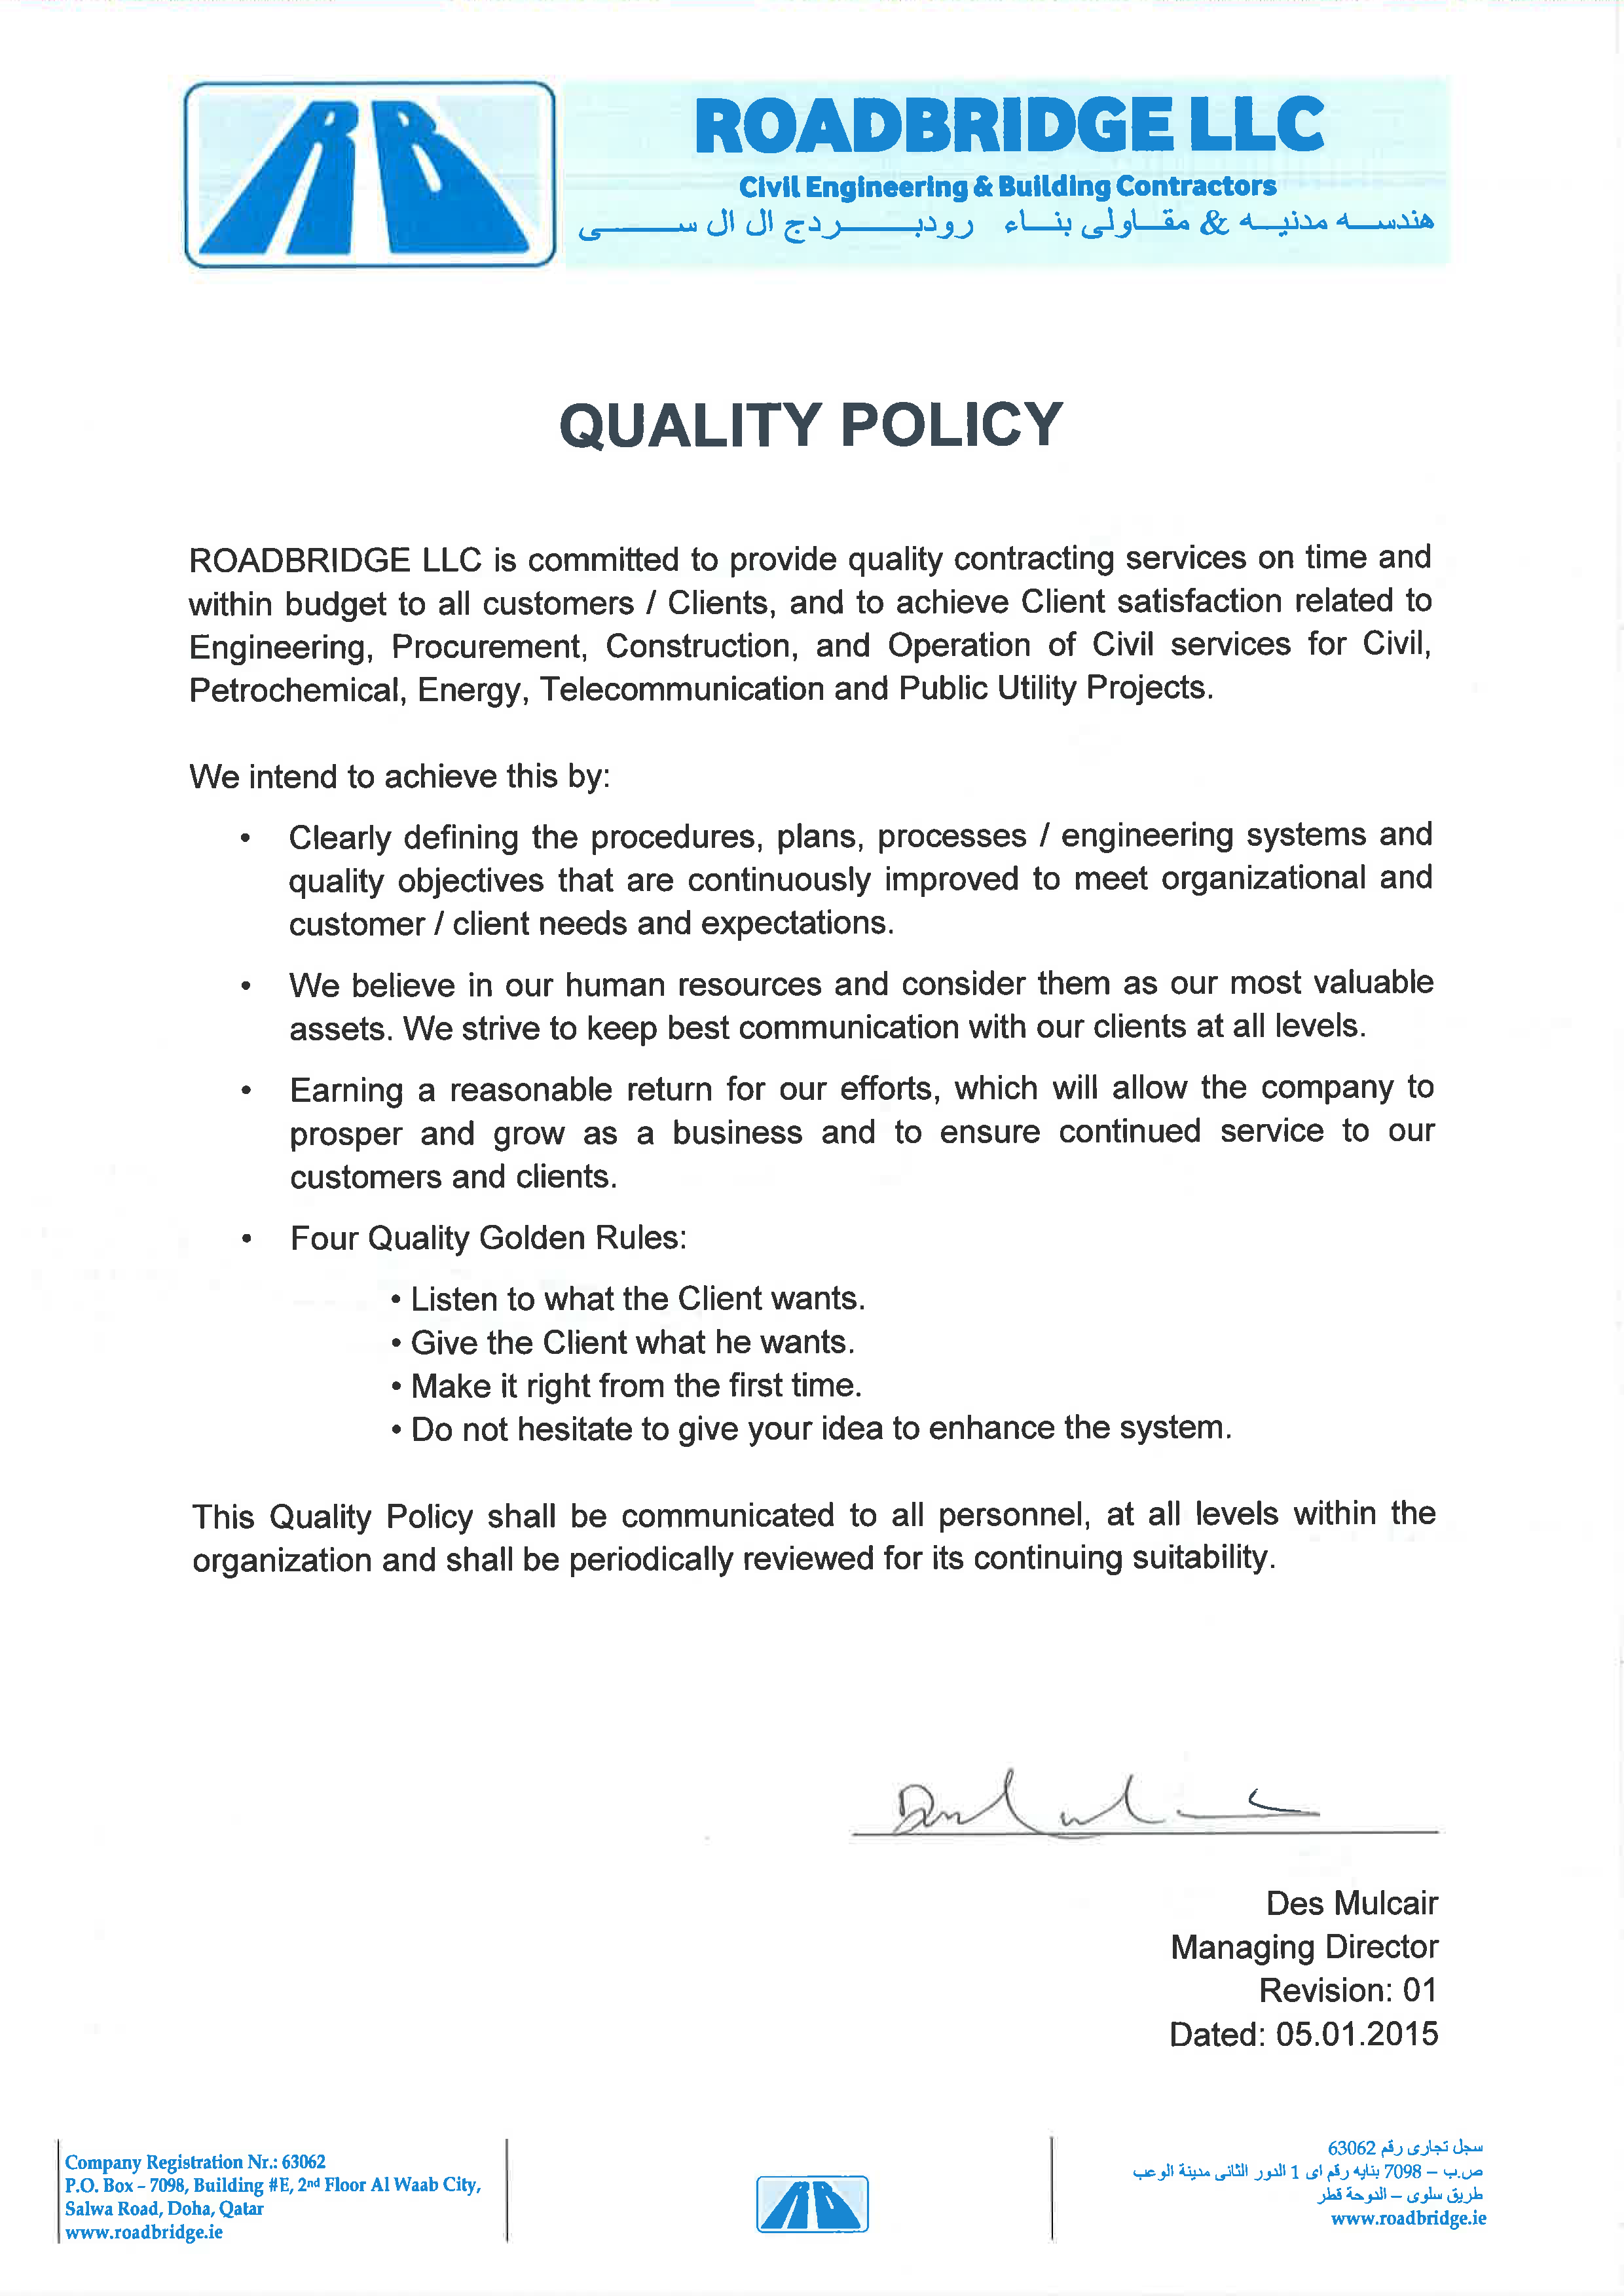 RB
ROADBRIDGE LLC
Civil Engineering & Building Contractors
هندسه مدنيه & مقاولى بناء رودبردج ال ال سى
QUALITY POLICY
ROADBRIDGE LLC is committed to provide quality contracting services on time and
within budget to all customers / Clients, and to achieve Client satisfaction related to
Engineering, Procurement, Construction, and Operation of Civil services for Civil,
Petrochemical, Energy, Telecommunication and Public Utility Projects.
We intend to achieve this by:
• Clearly defining the procedures, plans, processes / engineering systems and
quality objectives that are continuously improved to meet organizational and
customer / client needs and expectations.
• We believe in our human resources and consider them as our most valuable
assets. We strive to keep best communication with our clients at all levels.
• Earning a reasonable return for our efforts, which will allow the company to
prosper and grow as a business and to ensure continued service to our
customers and clients.
• Four Quality Golden Rules:
• Listen to what the Client wants.
• Give the Client what he wants.
• Make it right from the first time.
• Do not hesitate to give your idea to enhance the system.
This Quality Policy shall be communicated to all personnel, at all levels within the
organization and shall be periodically reviewed for its continuing suitability.
Des Mulcair
Managing Director
Revision: 01
Dated: 05.01.2015
Company Registration Nr.: 63062
P.O. Box – 7098, Building #E, 2nd Floor Al Waab City,
Salwa Road, Doha, Qatar
www.roadbridge.ie
RB
سجل تجارى رقم 63062
ص.ب – 7098 بنايه رقم اى 1 الدور الثانى مدينة الوعب
طريق سلوى – الدوحة قطر
www.roadbridge.ie